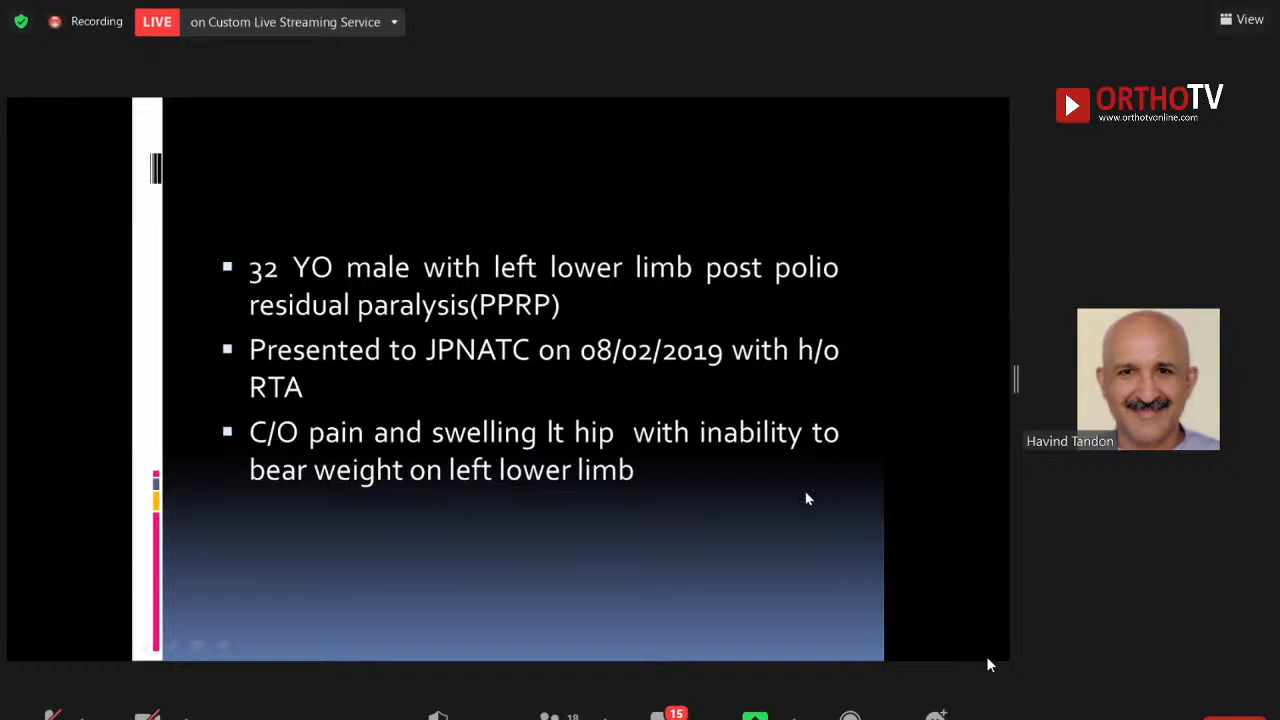 Recording
LIVE on Custom Live Streaming Service
View
ORTHOTV
www.orthotvonline.com
▪ 32 YO male with left lower limb post polio
residual paralysis(PPRP)
▪ Presented to JPNATC on 08/02/2019 with h/o
RTA
▪ C/O pain and swelling lt hip with inability to
bear weight on left lower limb
Havind Tandon
18
15